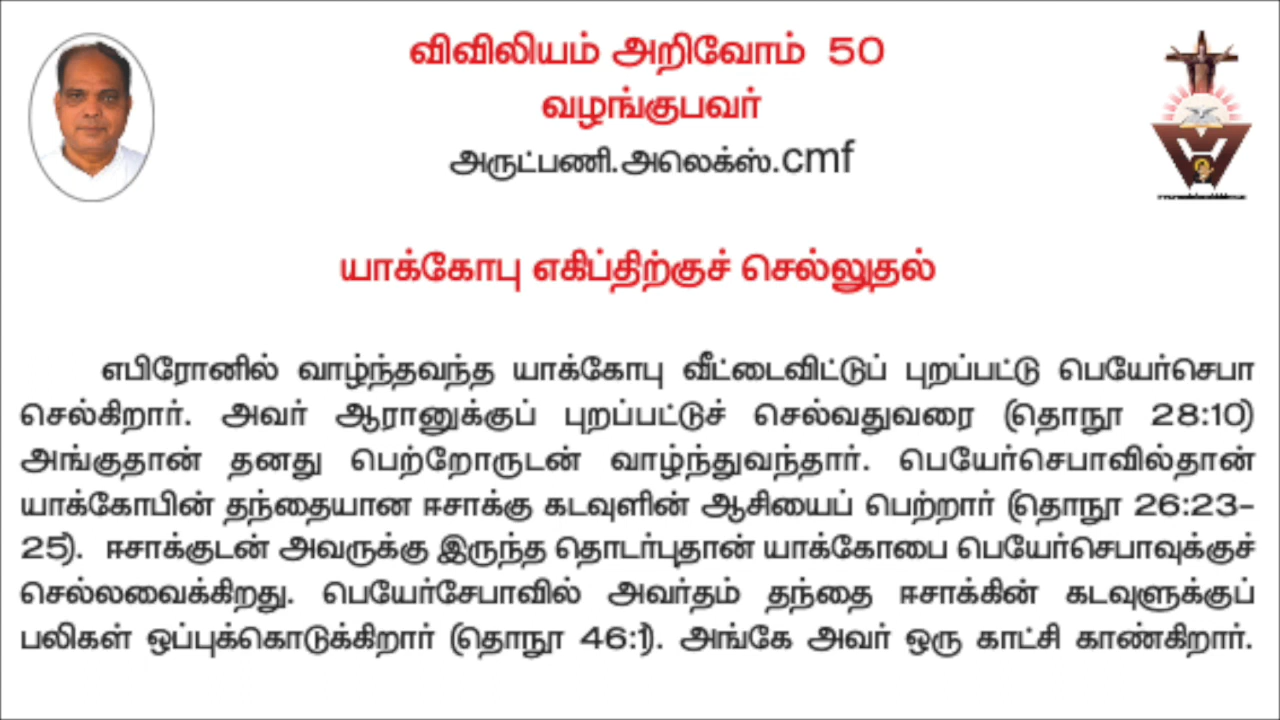 விவிலியம் அறிவோம் 50
வழங்குபவர்
அருட்பணி.அலெக்ஸ்.cmf
யாக்கோபு எகிப்திற்குச் செல்லுதல்
எபிரோனில் வாழ்ந்தவந்த யாக்கோபு வீட்டைவிட்டுப் புறப்பட்டு பெயேர்செபா
செல்கிறார். அவர் ஆரானுக்குப் புறப்பட்டுச் செல்வதுவரை (தொநூ 28:10)
அங்குதான் தனது பெற்றோருடன் வாழ்ந்துவந்தார். பெயேர்செபாவில்தான்
யாக்கோபின் தந்தையான ஈசாக்கு கடவுளின் ஆசியைப் பெற்றார் (தொநூ 26:23-
25). ஈசாக்குடன் அவருக்கு இருந்த தொடர்புதான் யாக்கோபை பெயேர்செபாவுக்குச்
செல்லவைக்கிறது. பெயேர்சேபாவில் அவர்தம் தந்தை ஈசாக்கின் கடவுளுக்குப்
பலிகள் ஒப்புக்கொடுக்கிறார் (தொநூ 46:1). அங்கே அவர் ஒரு காட்சி காண்கிறார்.